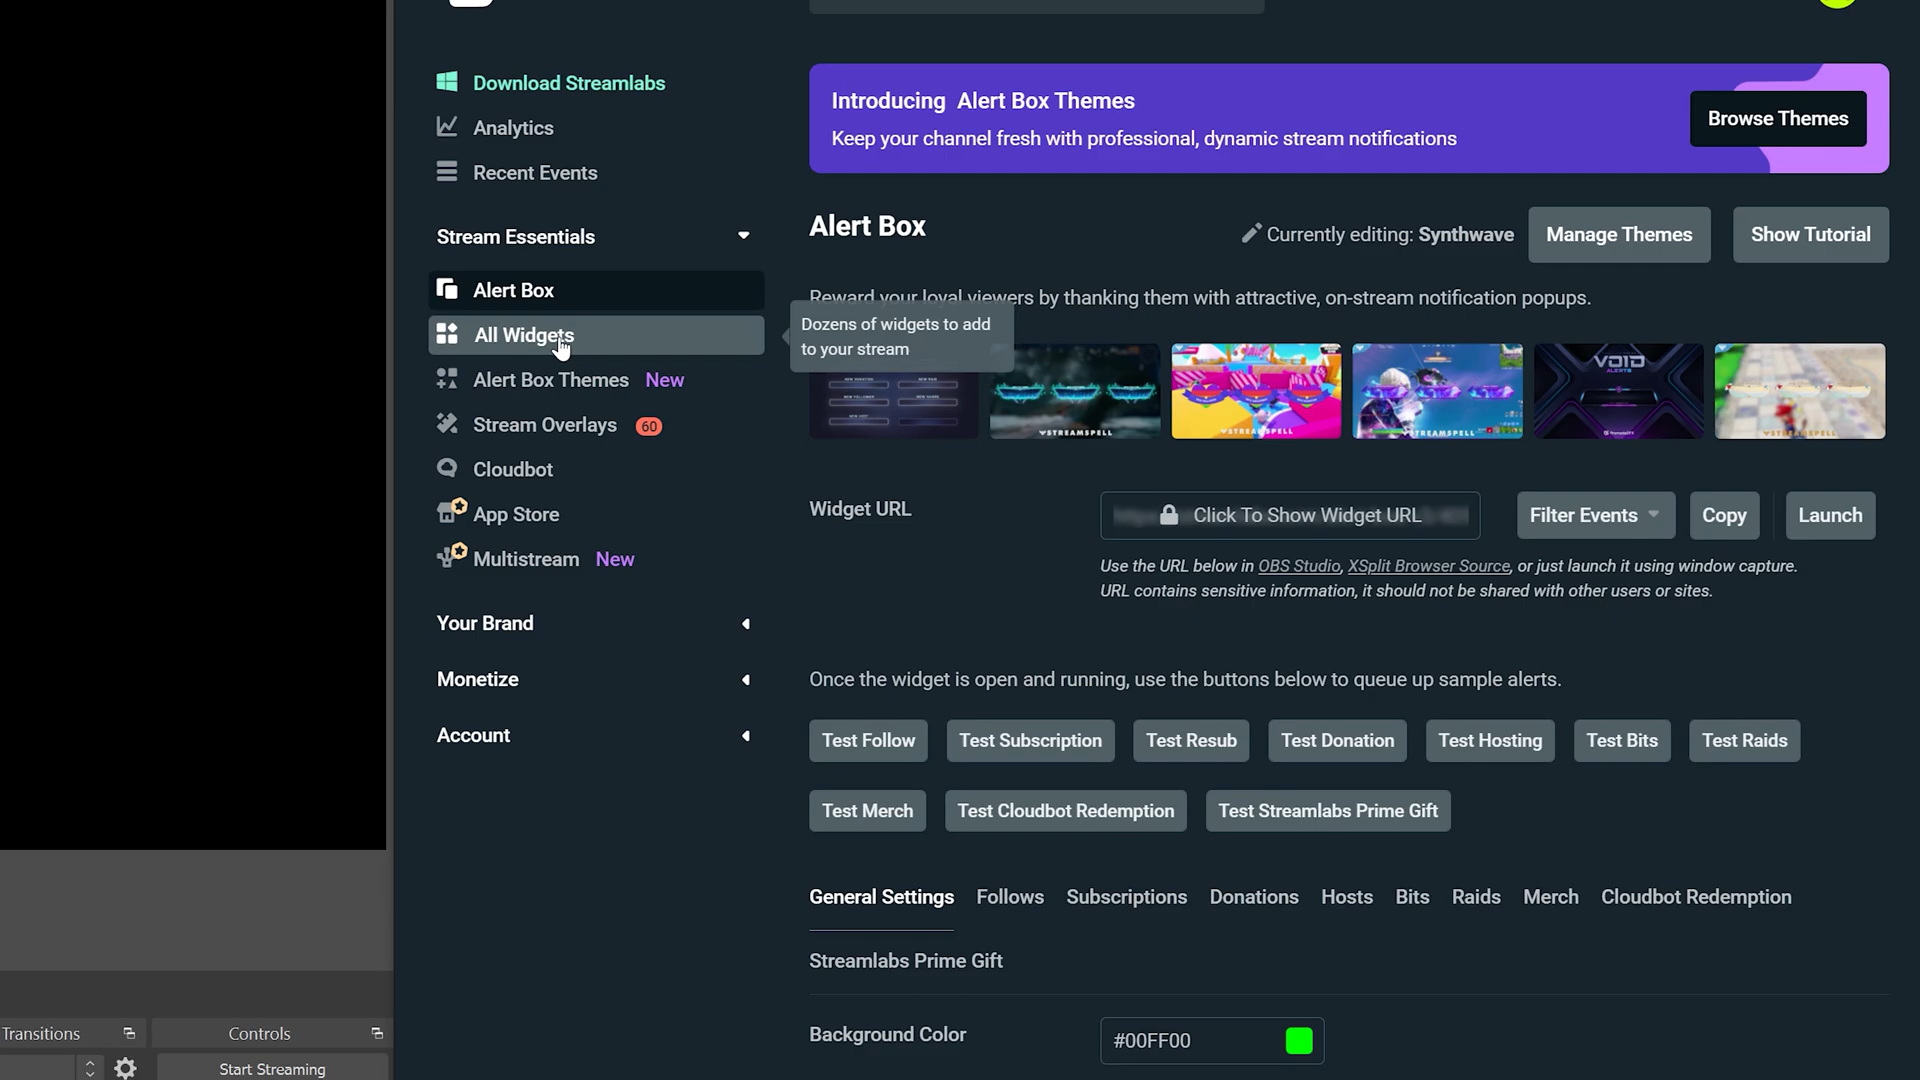 Download Streamlabs
Analytics
Recent Events
Stream Essentials
Alert Box
All Widgets
Alert Box Themes New
Stream Overlays 60
Cloudbot
App Store
Multistream New
Your Brand
Monetize
Account
Introducing Alert Box Themes
Keep your channel fresh with professional, dynamic stream notifications
Browse Themes
Alert Box
Currently editing: Synthwave
Manage Themes
Show Tutorial
Reward your loyal viewers by thanking them with attractive, on-stream notification popups.
Dozens of widgets to add
to your stream
STREAMSPELL
STREAMSPELL
STREAMSPELL
VOID
ALERTS
STREAMSPELL
Widget URL
Click To Show Widget URL
Filter Events
Copy
Launch
Use the URL below in OBS Studio, XSplit Browser Source, or just launch it using window capture.
URL contains sensitive information, it should not be shared with other users or sites.
Once the widget is open and running, use the buttons below to queue up sample alerts.
Test Follow
Test Subscription
Test Resub
Test Donation
Test Hosting
Test Bits
Test Raids
Test Merch
Test Cloudbot Redemption
Test Streamlabs Prime Gift
General Settings
Follows
Subscriptions
Donations
Hosts
Bits
Raids
Merch
Cloudbot Redemption
Streamlabs Prime Gift
Background Color
#00FF00
Transitions
Controls
Start Streaming